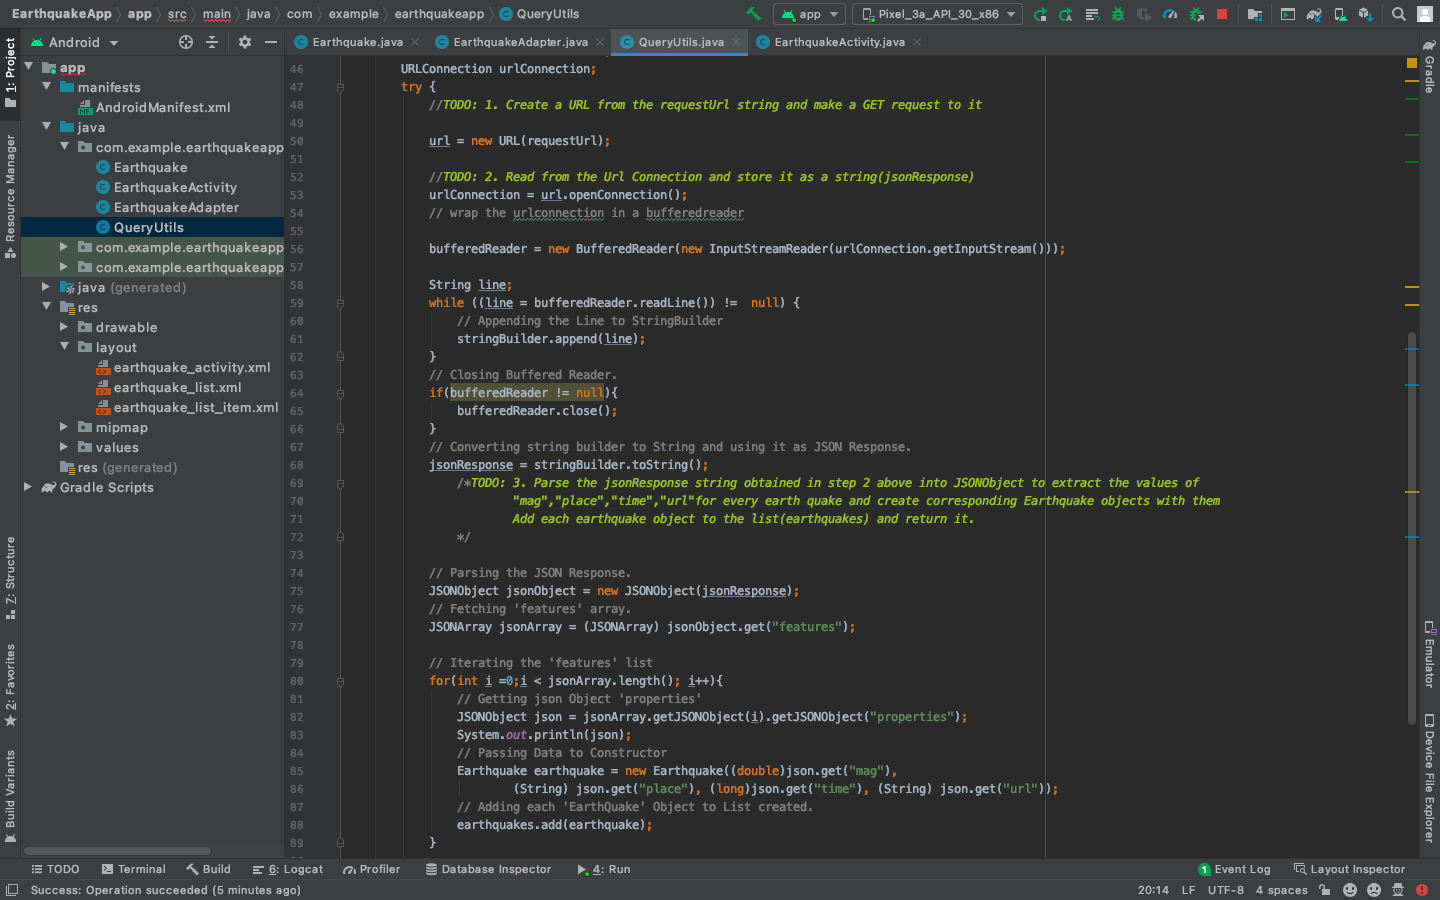 EarthquakeApp app src main java com example earthquakeapp QueryUtils
app
Pixel_3a_API_30_x86
Android
Earthquake.java
EarthquakeAdapter.java
QueryUtils.java
EarthquakeActivity.java
1: Project
Resource Manager
Z: Structure
2: Favorites
Build Variants
app
manifests
AndroidManifest.xml
java
com.example.earthquakeapp
Earthquake
EarthquakeActivity
EarthquakeAdapter
QueryUtils
com.example.earthquakeapp
com.example.earthquakeapp
java (generated)
res
drawable
layout
earthquake_activity.xml
earthquake_list.xml
earthquake_list_item.xml
mipmap
values
res (generated)
Gradle Scripts
46 URLConnection urlConnection;
47 try {
48 //TODO: 1. Create a URL from the requestUrl string and make a GET request to it
49
50 url = new URL(requestUrl);
51
52 //TODO: 2. Read from the Url Connection and store it as a string(jsonResponse)
53 urlConnection = url.openConnection();
54 // wrap the urlconnection in a bufferedreader
55
56 bufferedReader = new BufferedReader(new InputStreamReader(urlConnection.getInputStream()));
57
58 String line;
59 while ((line = bufferedReader.readLine()) != null) {
60 // Appending the Line to StringBuilder
61 stringBuilder.append(line);
62 }
63 // Closing Buffered Reader.
64 if(bufferedReader != null){
65 bufferedReader.close();
66 }
67 // Converting string builder to String and using it as JSON Response.
68 jsonResponse = stringBuilder.toString();
69 /*TODO: 3. Parse the jsonResponse string obtained in step 2 above into JSONObject to extract the values of
70 "mag","place","time","url"for every earth quake and create corresponding Earthquake objects with them
71 Add each earthquake object to the list(earthquakes) and return it.
72 */
73
74 // Parsing the JSON Response.
75 JSONObject jsonObject = new JSONObject(jsonResponse);
76 // Fetching 'features' array.
77 JSONArray jsonArray = (JSONArray) jsonObject.get("features");
78
79 // Iterating the 'features' list
80 for(int i =0;i < jsonArray.length(); i++){
81 // Getting json Object 'properties'
82 JSONObject json = jsonArray.getJSONObject(i).getJSONObject("properties");
83 System.out.println(json);
84 // Passing Data to Constructor
85 Earthquake earthquake = new Earthquake((double)json.get("mag"),
86 (String) json.get("place"), (long)json.get("time"), (String) json.get("url"));
87 // Adding each 'EarthQuake' Object to List created.
88 earthquakes.add(earthquake);
89 }
Gradle
Emulator
Device File Explorer
TODO Terminal Build 6: Logcat Profiler Database Inspector 4: Run 1 Event Log Layout Inspector
Success: Operation succeeded (5 minutes ago) 20:14 LF UTF-8 4 spaces